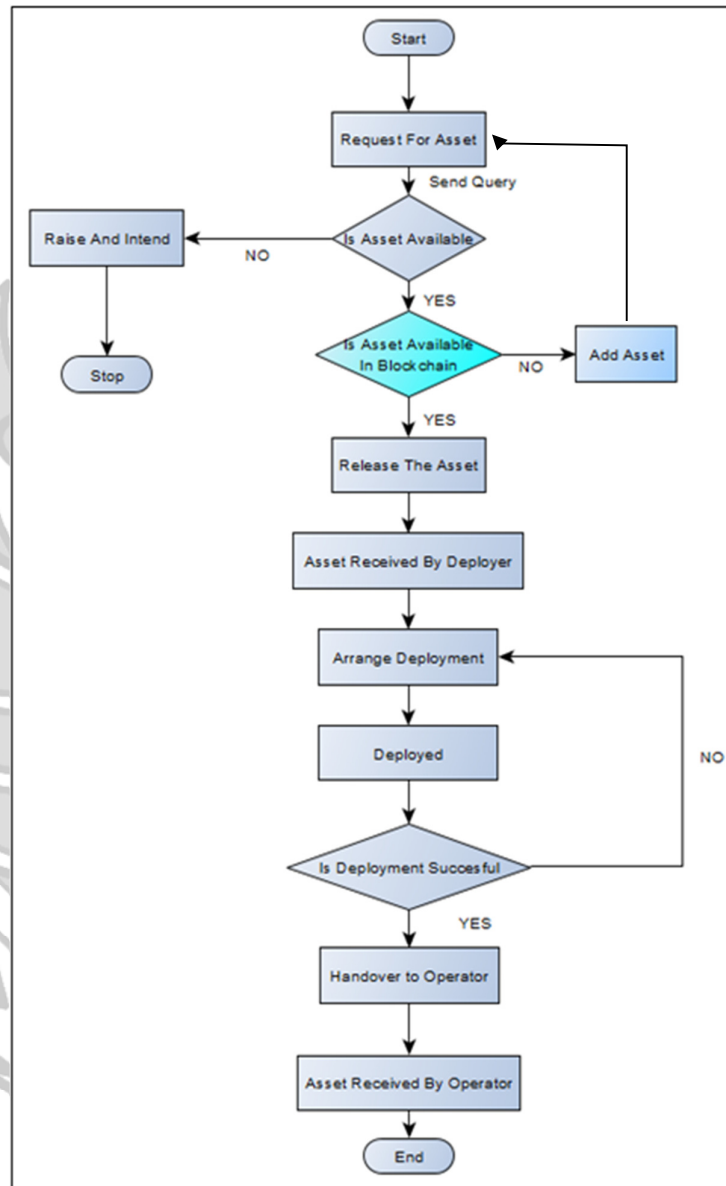 Start
Request For Asset
Send Query
Is Asset Available
NO
Raise And Intend
Stop
YES
Is Asset Available
In Blockchain
NO
Add Asset
YES
Release The Asset
Asset Received By Deployer
Arrange Deployment
Deployed
NO
Is Deployment Succesful
YES
Handover to Operator
Asset Received By Operator
End